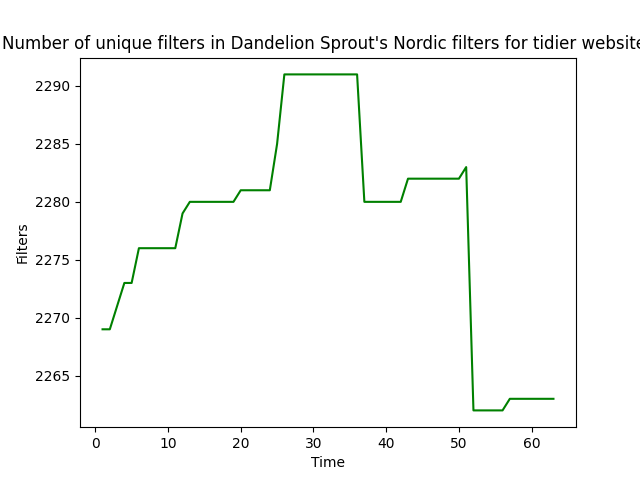 Number of unique filters in Dandelion Sprout's Nordic filters for tidier website
2290
2285
2280
2275
2270
2265
Filters
0 10 20 30 40 50 60
Time